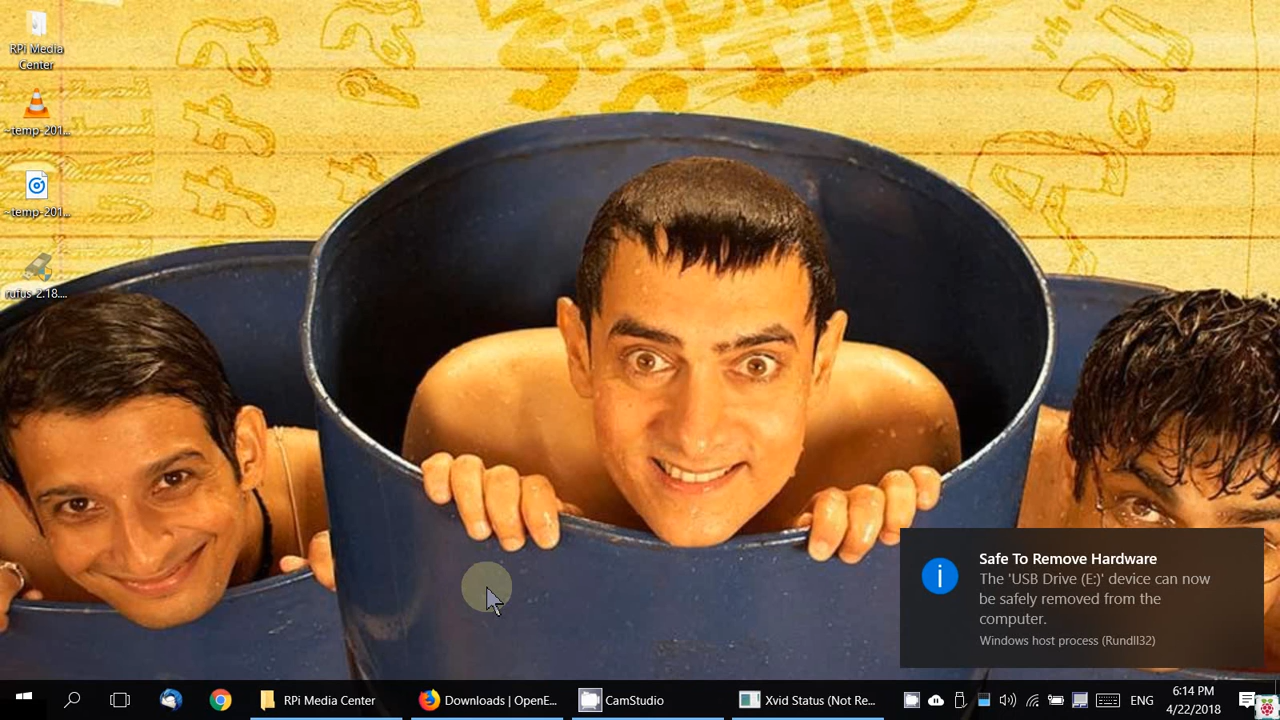 Stupid
RPi Media
Center
~temp-201...
~temp-201...
rufus-2.18....
Safe To Remove Hardware
The 'USB Drive (E:)' device can now
be safely removed from the
computer.
Windows host process (Rundll32)
RPi Media Center
Downloads | OpenE...
CamStudio
Xvid Status (Not Re...
ENG
6:14 PM
4/22/2018